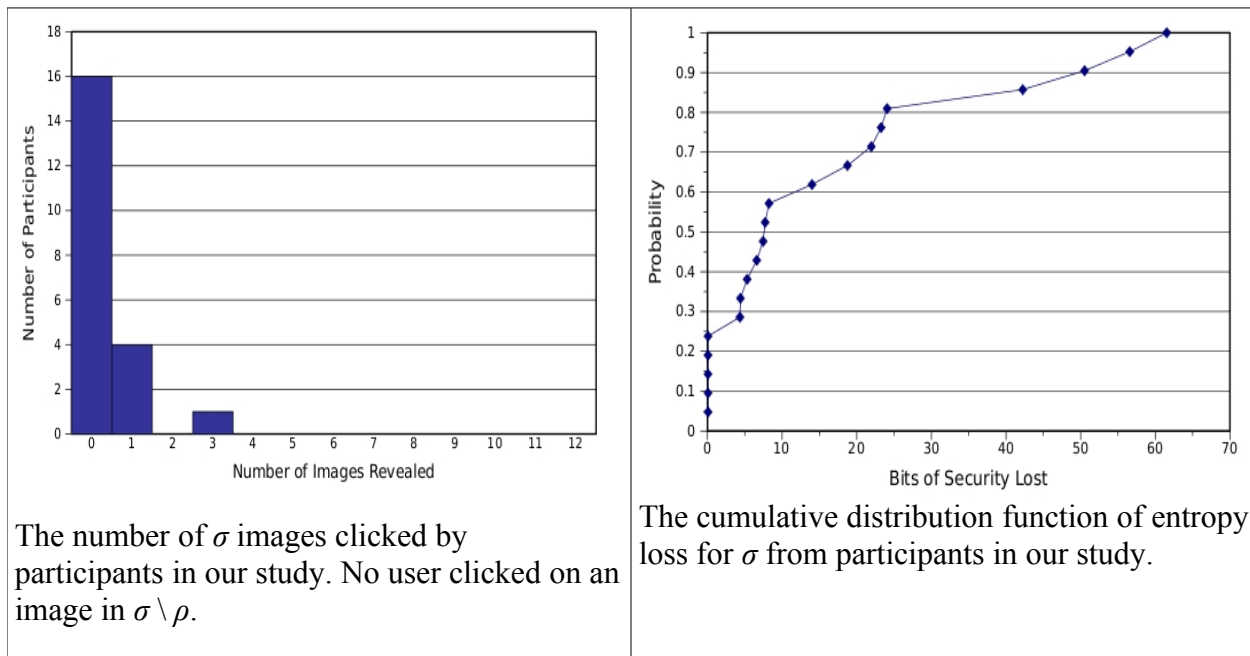 18
16
14
12
10
8
6
4
2
0
Number of Participants
0 1 2 3 4 5 6 7 8 9 10 11 12
Number of Images Revealed
The number of σ images clicked by
participants in our study. No user clicked on an
image in σ \ ρ.
1
0.9
0.8
0.7
0.6
0.5
0.4
0.3
0.2
0.1
0
Probability
0 10 20 30 40 50 60 70
Bits of Security Lost
The cumulative distribution function of entropy
loss for σ from participants in our study.